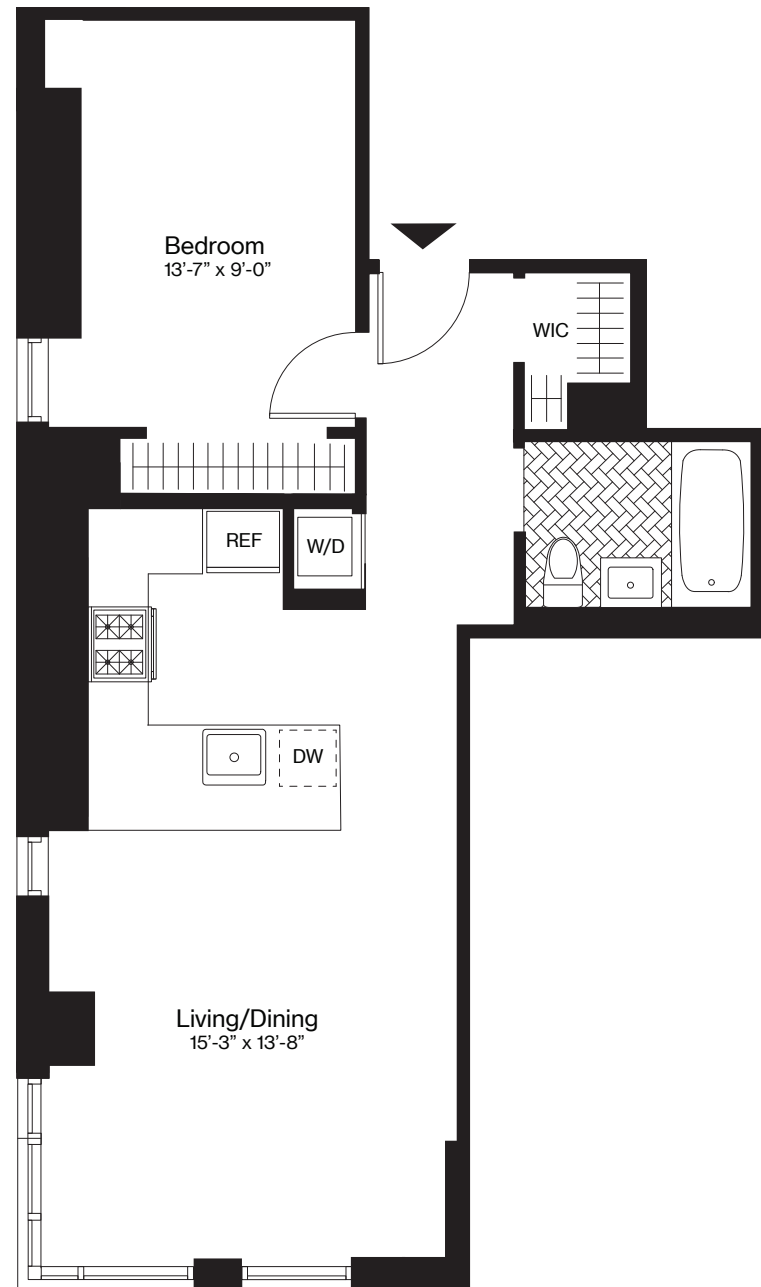 Bedroom
13’-7” x 9’-0”
WIC
REF
W/D
DW
Living/Dining
15’-3” x 13’-8”